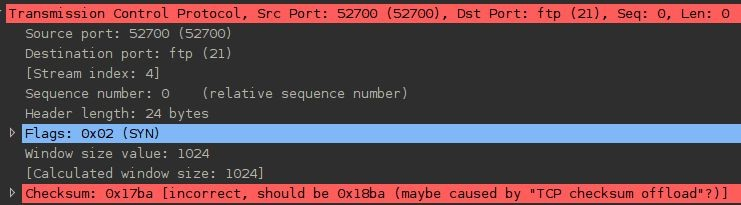 Transmission Control Protocol, Src Port: 52700 (52700), Dst Port: ftp (21), Seq: 0, Len: 0
Source port: 52700 (52700)
Destination port: ftp (21)
[Stream index: 4]
Sequence number: 0    (relative sequence number)
Header length: 24 bytes
Flags: 0x02 (SYN)
Window size value: 1024
[Calculated window size: 1024]
Checksum: 0x17ba [incorrect, should be 0x18ba (maybe caused by "TCP checksum offload"?)]